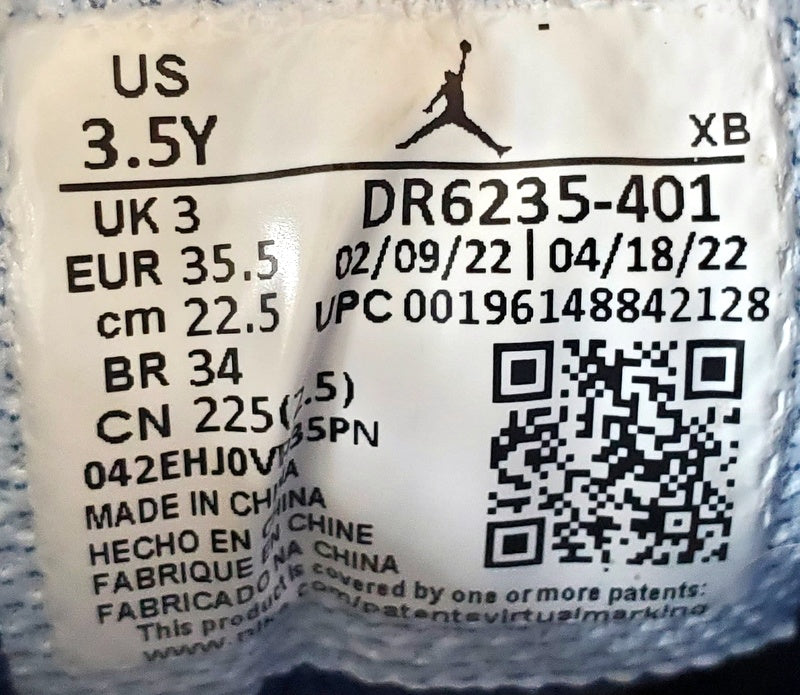 US
3.5Y
XB
UK 3
EUR 35.5
cm 22.5
BR 34
CN 225
MADE IN CHINA
HECHO EN CHINA
FABRIQUE EN CHINE
FABRICADO NA CHINA
DR6235-401
02/09/22 | 04/18/22
UPC 00196148842128
This product is covered by one or more patents: